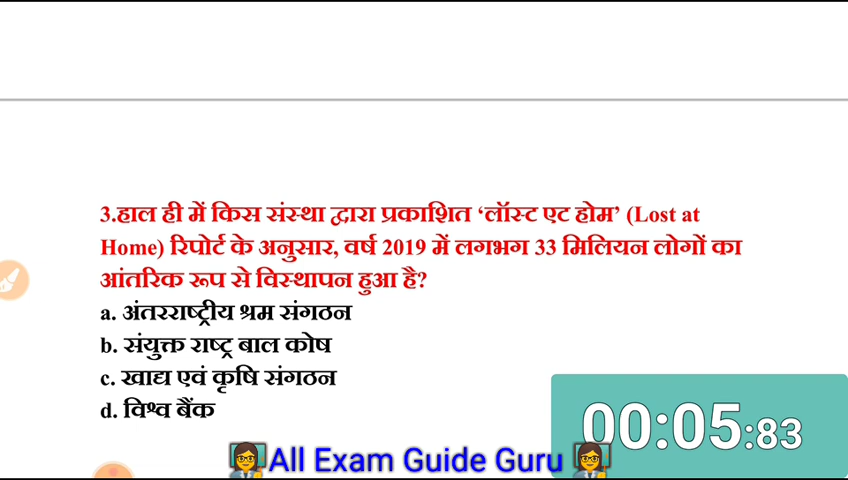 3.हाल ही में किस संस्था द्वारा प्रकाशित ‘लॉस्ट एट होम’ (Lost at
Home) रिपोर्ट के अनुसार, वर्ष 2019 में लगभग 33 मिलियन लोगों का
आंतरिक रूप से विस्थापन हुआ है?
a. अंतरराष्ट्रीय श्रम संगठन
b. संयुक्त राष्ट्र बाल कोष
c. खाद्य एवं कृषि संगठन
d. विश्व बैंक
00:05:83
All Exam Guide Guru